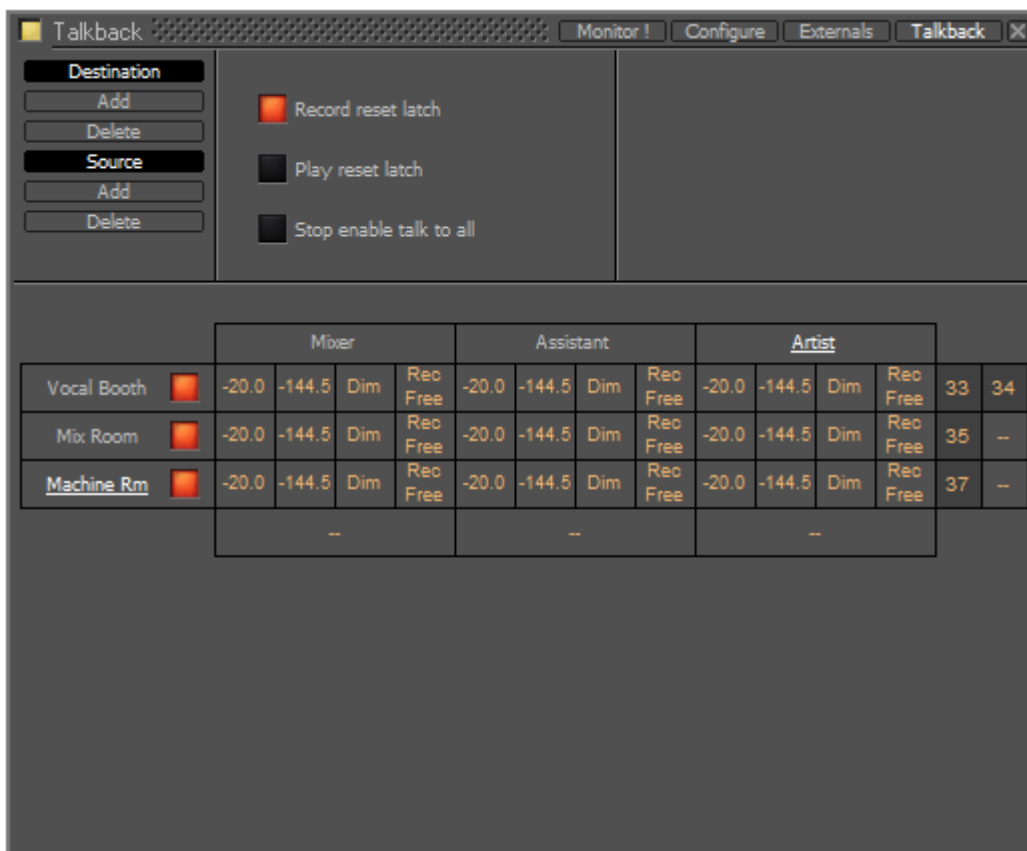 Talkback Monitor ! Configure Externals Talkback
Destination
Add
Delete
Source
Add
Delete
Record reset latch
Play reset latch
Stop enable talk to all
Mixer Assistant Artist
Vocal Booth -20.0 -144.5 Dim Rec Free -20.0 -144.5 Dim Rec Free -20.0 -144.5 Dim Rec Free 33 34
Mix Room -20.0 -144.5 Dim Rec Free -20.0 -144.5 Dim Rec Free -20.0 -144.5 Dim Rec Free 35 --
Machine Rm -20.0 -144.5 Dim Rec Free -20.0 -144.5 Dim Rec Free -20.0 -144.5 Dim Rec Free 37 --
-- -- --